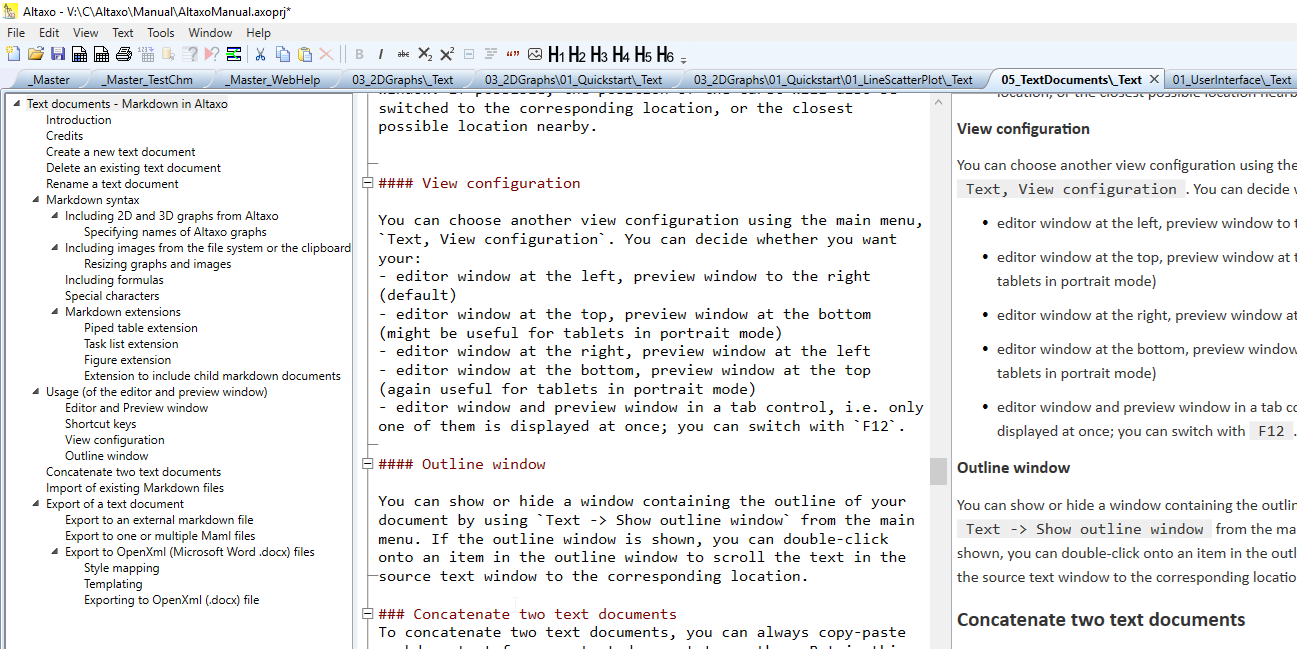 Altaxo - V:\C\Altaxo\Manual\AltaxoManual.axoprj*
File Edit View Text Tools Window Help
B I abc X2 X2 “” H1 H2 H3 H4 H5 H6
_Master _Master_TestChm _Master_WebHelp 03_2DGraphs\_Text 03_2DGraphs\01_Quickstart\_Text 03_2DGraphs\01_Quickstart\01_LineScatterPlot\_Text 05_TextDocuments\_Text 01_UserInterface\_Text
Text documents - Markdown in Altaxo
Introduction
Credits
Create a new text document
Delete an existing text document
Rename a text document
Markdown syntax
Including 2D and 3D graphs from Altaxo
Specifying names of Altaxo graphs
Including images from the file system or the clipboard
Resizing graphs and images
Including formulas
Special characters
Markdown extensions
Piped table extension
Task list extension
Figure extension
Extension to include child markdown documents
Usage (of the editor and preview window)
Editor and Preview window
Shortcut keys
View configuration
Outline window
Concatenate two text documents
Import of existing Markdown files
Export of a text document
Export to an external markdown file
Export to one or multiple Maml files
Export to OpenXml (Microsoft Word .docx) files
Style mapping
Templating
Exporting to OpenXml (.docx) file
switched to the corresponding location, or the closest
possible location nearby.
#### View configuration
You can choose another view configuration using the main menu,
`Text, View configuration`. You can decide whether you want
your:
- editor window at the left, preview window to the right
(default)
- editor window at the top, preview window at the bottom
(might be useful for tablets in portrait mode)
- editor window at the right, preview window at the left
- editor window at the bottom, preview window at the top
(again useful for tablets in portrait mode)
- editor window and preview window in a tab control, i.e. only
one of them is displayed at once; you can switch with `F12`.
#### Outline window
You can show or hide a window containing the outline of your
document by using `Text -> Show outline window` from the main
menu. If the outline window is shown, you can double-click
onto an item in the outline window to scroll the text in the
source text window to the corresponding location.
### Concatenate two text documents
To concatenate two text documents, you can always copy-paste
location, or the closest possible location nearb
View configuration
You can choose another view configuration using the
Text, View configuration . You can decide
• editor window at the left, preview window to t
• editor window at the top, preview window at t
tablets in portrait mode)
• editor window at the right, preview window at
• editor window at the bottom, preview window
tablets in portrait mode)
• editor window and preview window in a tab co
displayed at once; you can switch with F12 .
Outline window
You can show or hide a window containing the outlin
Text -> Show outline window from the ma
shown, you can double-click onto an item in the outl
the source text window to the corresponding locatio
Concatenate two text documents